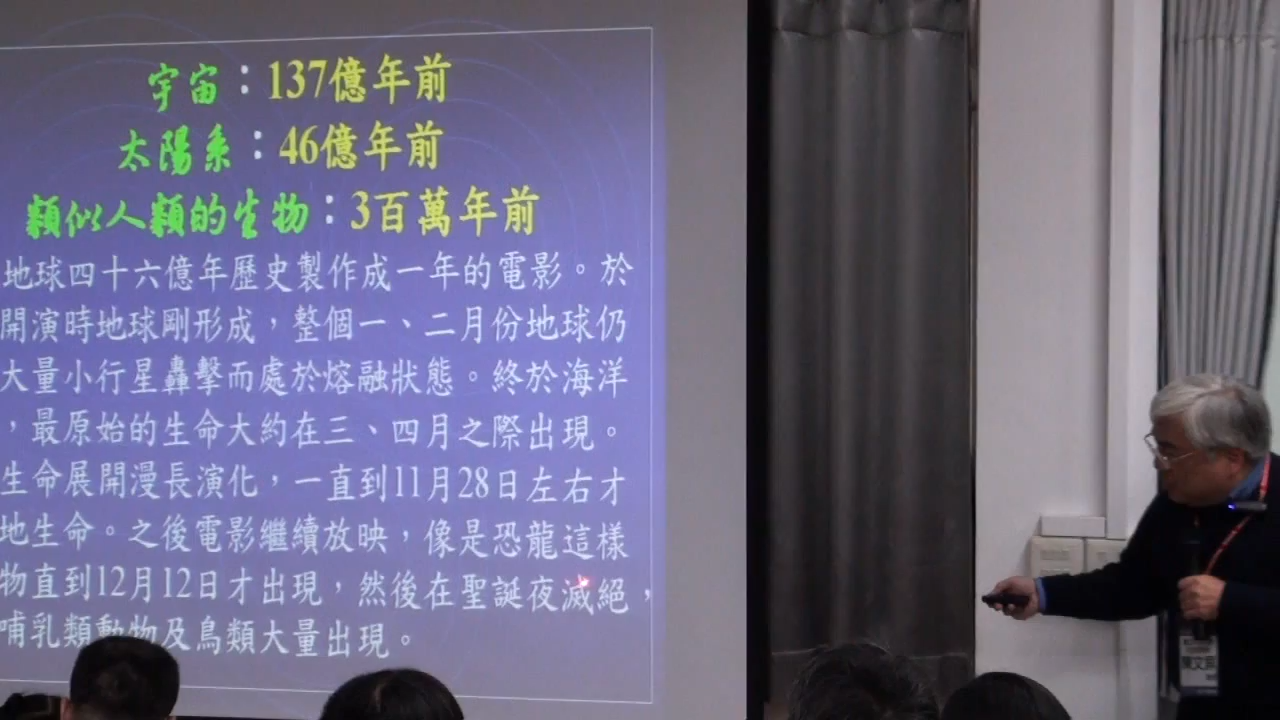 宇宙：137億年前
太陽系：46億年前
類似人類的生物：3百萬年前
地球四十六億年歷史製作成一年的電影。於
開演時地球剛形成，整個一、二月份地球仍
大量小行星轟擊而處於熔融狀態。終於海洋
，最原始的生命大約在三、四月之際出現。
生命展開漫長演化，一直到11月28日左右才
地生命。之後電影繼續放映，像是恐龍這樣
物直到12月12日才出現，然後在聖誕夜滅絕，
哺乳類動物及鳥類大量出現。